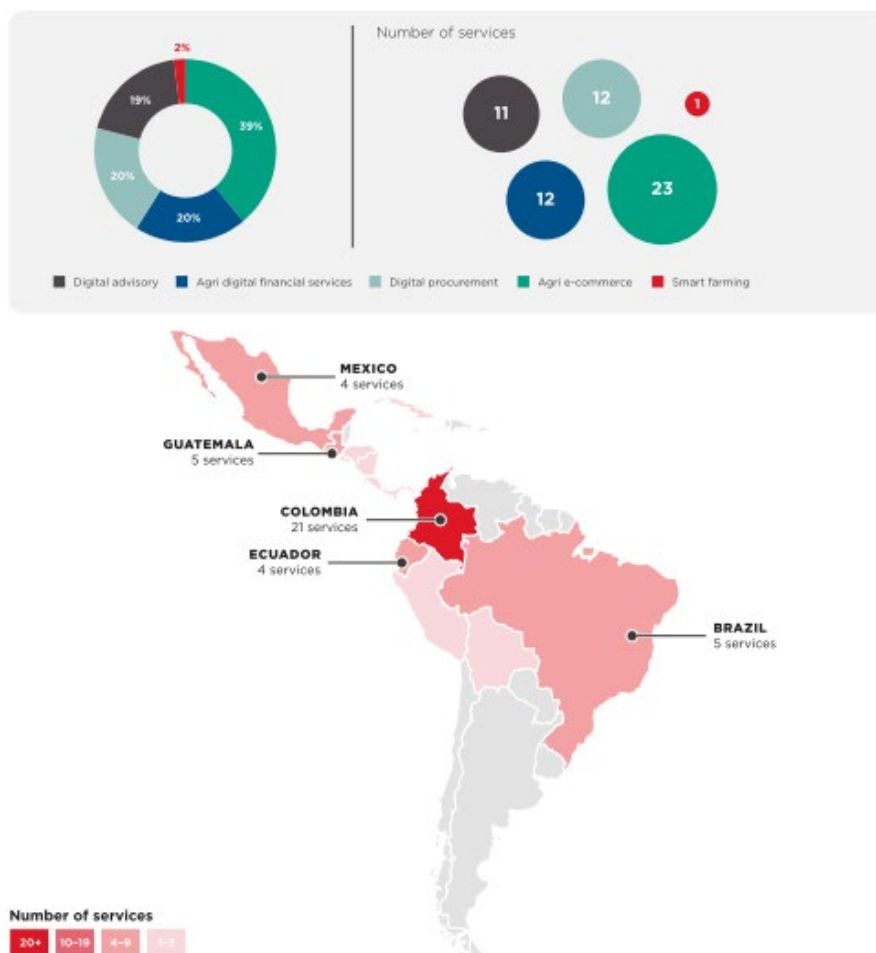 2%
19%
39%
20%
20%
Number of services
11
12
1
12
23
Digital advisory
Agri digital financial services
Digital procurement
Agri e-commerce
Smart farming
MEXICO
4 services
GUATEMALA
5 services
COLOMBIA
21 services
ECUADOR
4 services
BRAZIL
5 services
Number of services
20+
10-19
4-9
1-3